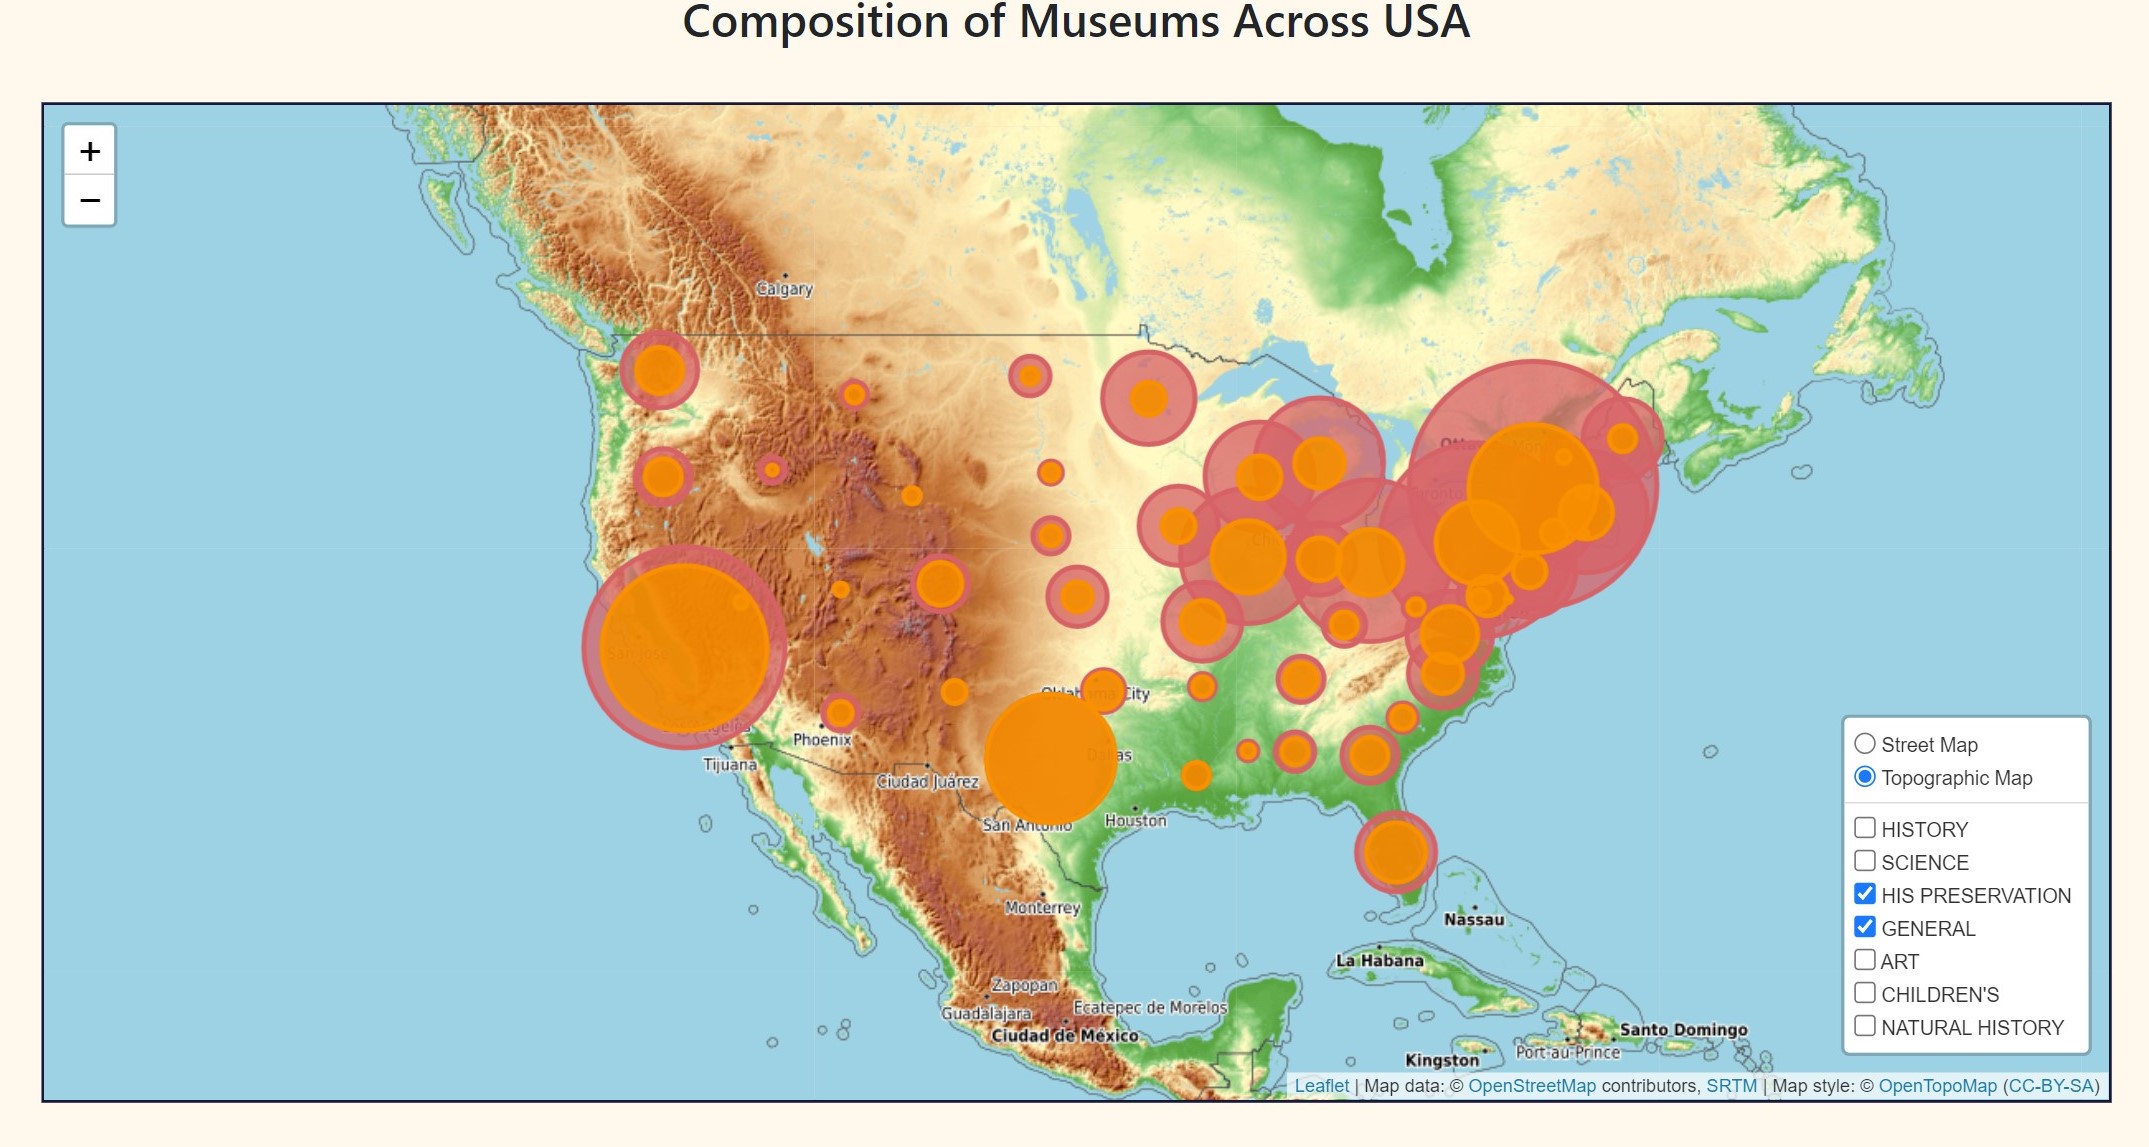 Composition of Museums Across USA
+
−
Calgary
Oklahoma City
Phoenix
Tijuana
Ciudad Juárez
San Antonio
Houston
Monterrey
Nassau
La Habana
Zapopan
Guadalajara
Ecatepec de Morelos
Ciudad de México
Santo Domingo
Port-au-Prince
Kingston
Street Map
Topographic Map
HISTORY
SCIENCE
HIS PRESERVATION
GENERAL
ART
CHILDREN'S
NATURAL HISTORY
Leaflet | Map data: © OpenStreetMap contributors, SRTM | Map style: © OpenTopoMap (CC-BY-SA)